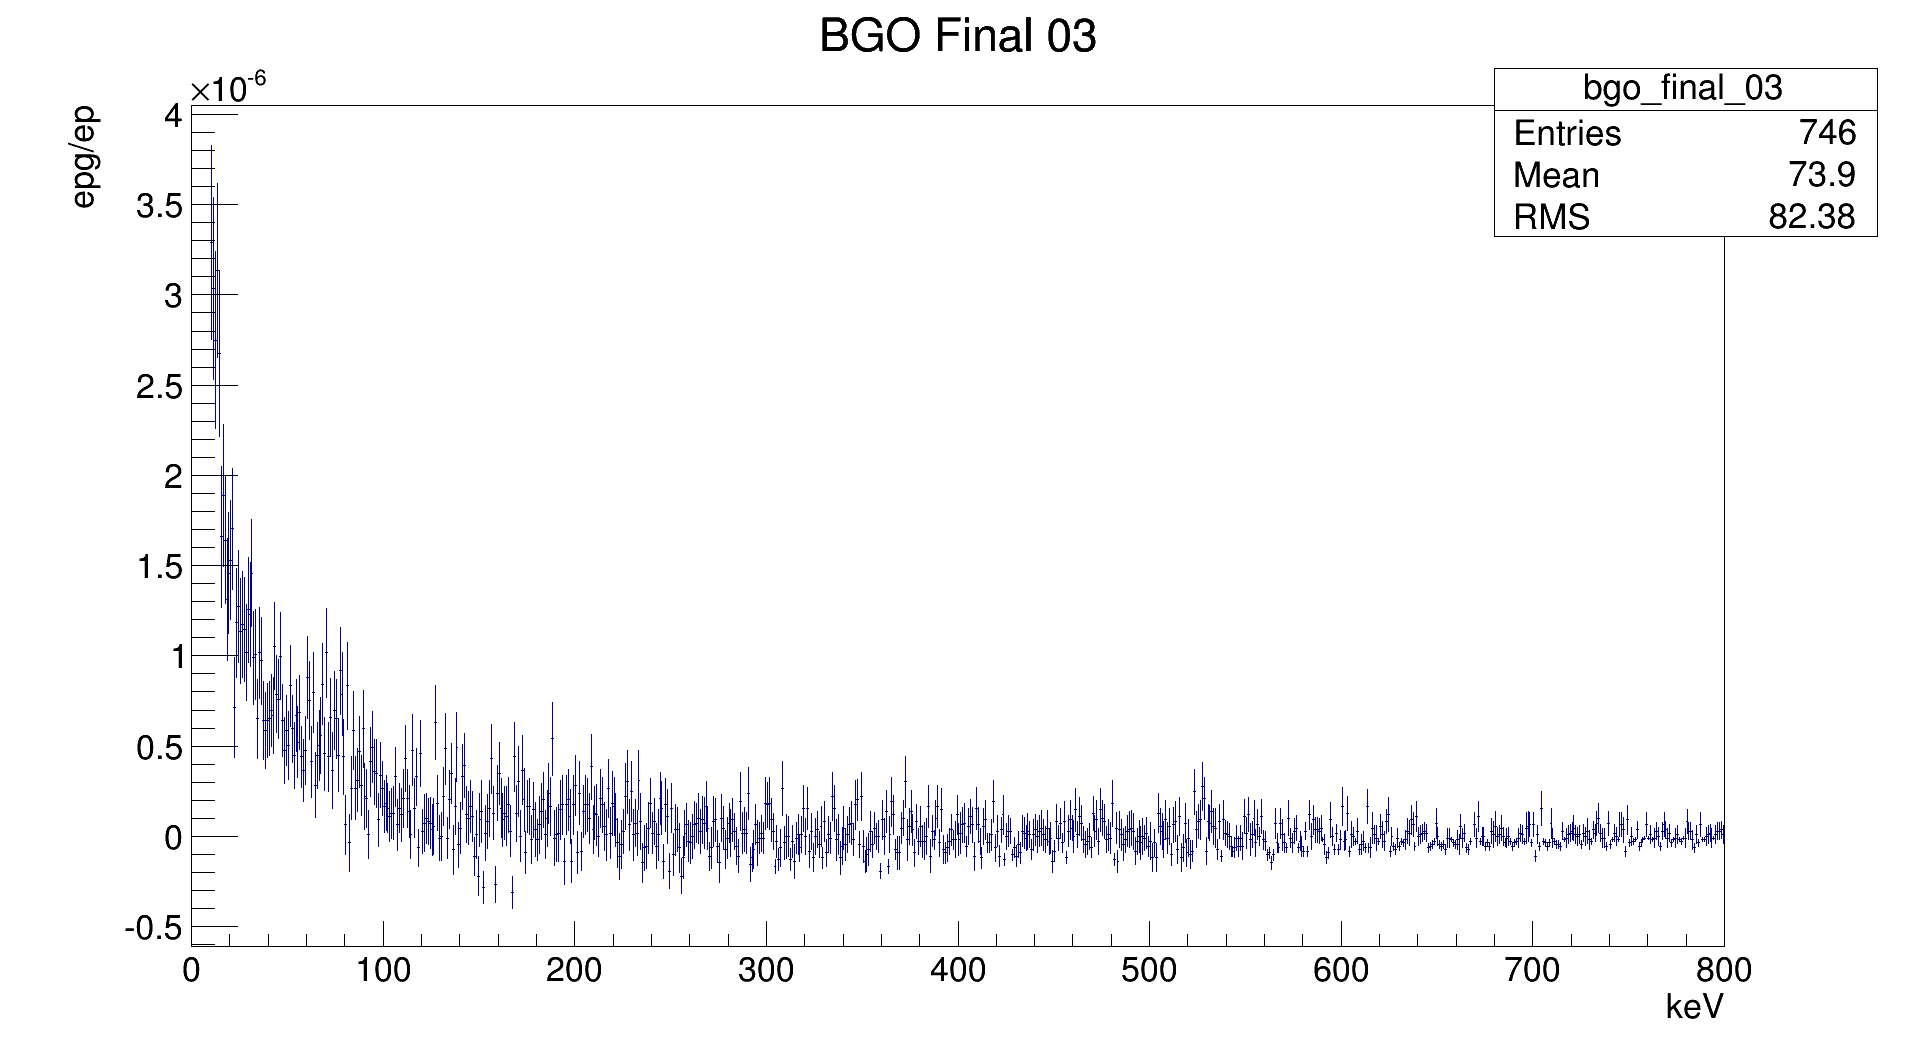 BGO Final 03
×10-6
epg/ep
bgo_final_03
Entries 746
Mean 73.9
RMS 82.38
4
3.5
3
2.5
2
1.5
1
0.5
0
-0.5
0 100 200 300 400 500 600 700 800
keV